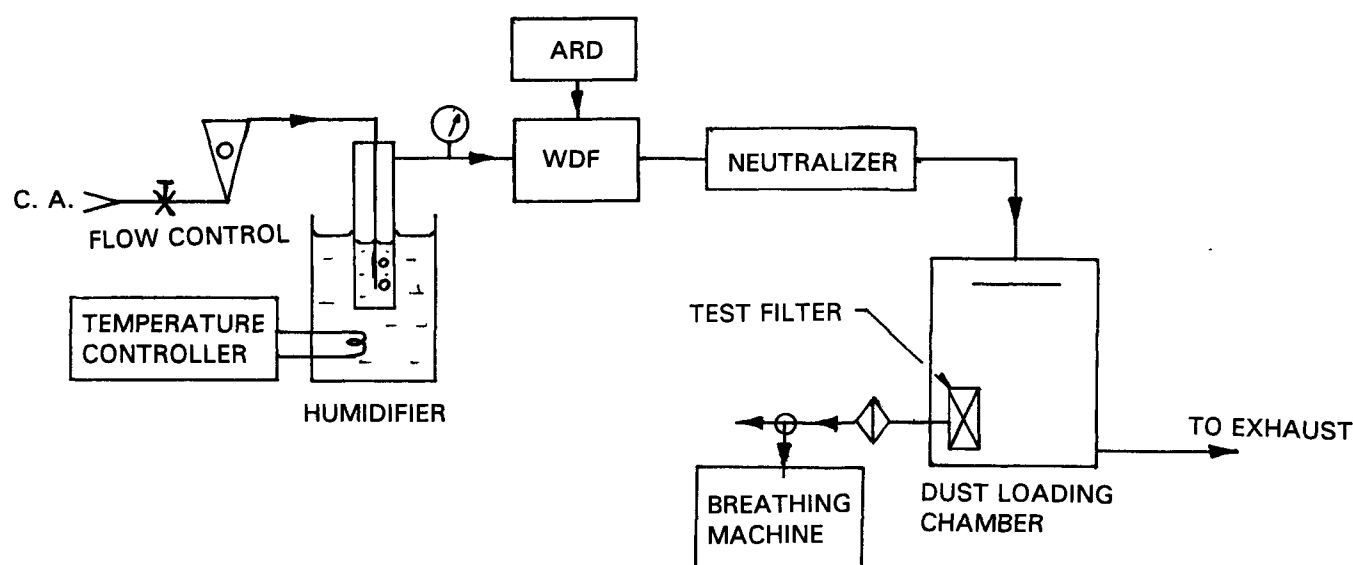 ARD
C. A.
FLOW CONTROL
WDF
NEUTRALIZER
TEMPERATURE
CONTROLLER
HUMIDIFIER
TEST FILTER
TO EXHAUST
BREATHING
MACHINE
DUST LOADING
CHAMBER